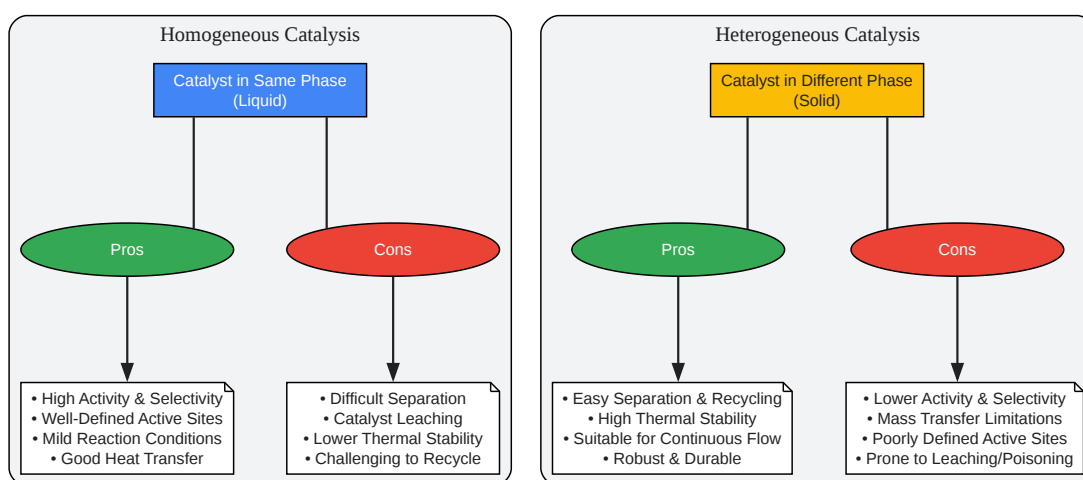 Homogeneous Catalysis
Catalyst in Same Phase
(Liquid)
Pros
Cons
• High Activity & Selectivity
• Well-Defined Active Sites
• Mild Reaction Conditions
• Good Heat Transfer
• Difficult Separation
• Catalyst Leaching
• Lower Thermal Stability
• Challenging to Recycle
Heterogeneous Catalysis
Catalyst in Different Phase
(Solid)
Pros
Cons
• Easy Separation & Recycling
• High Thermal Stability
• Suitable for Continuous Flow
• Robust & Durable
• Lower Activity & Selectivity
• Mass Transfer Limitations
• Poorly Defined Active Sites
• Prone to Leaching/Poisoning